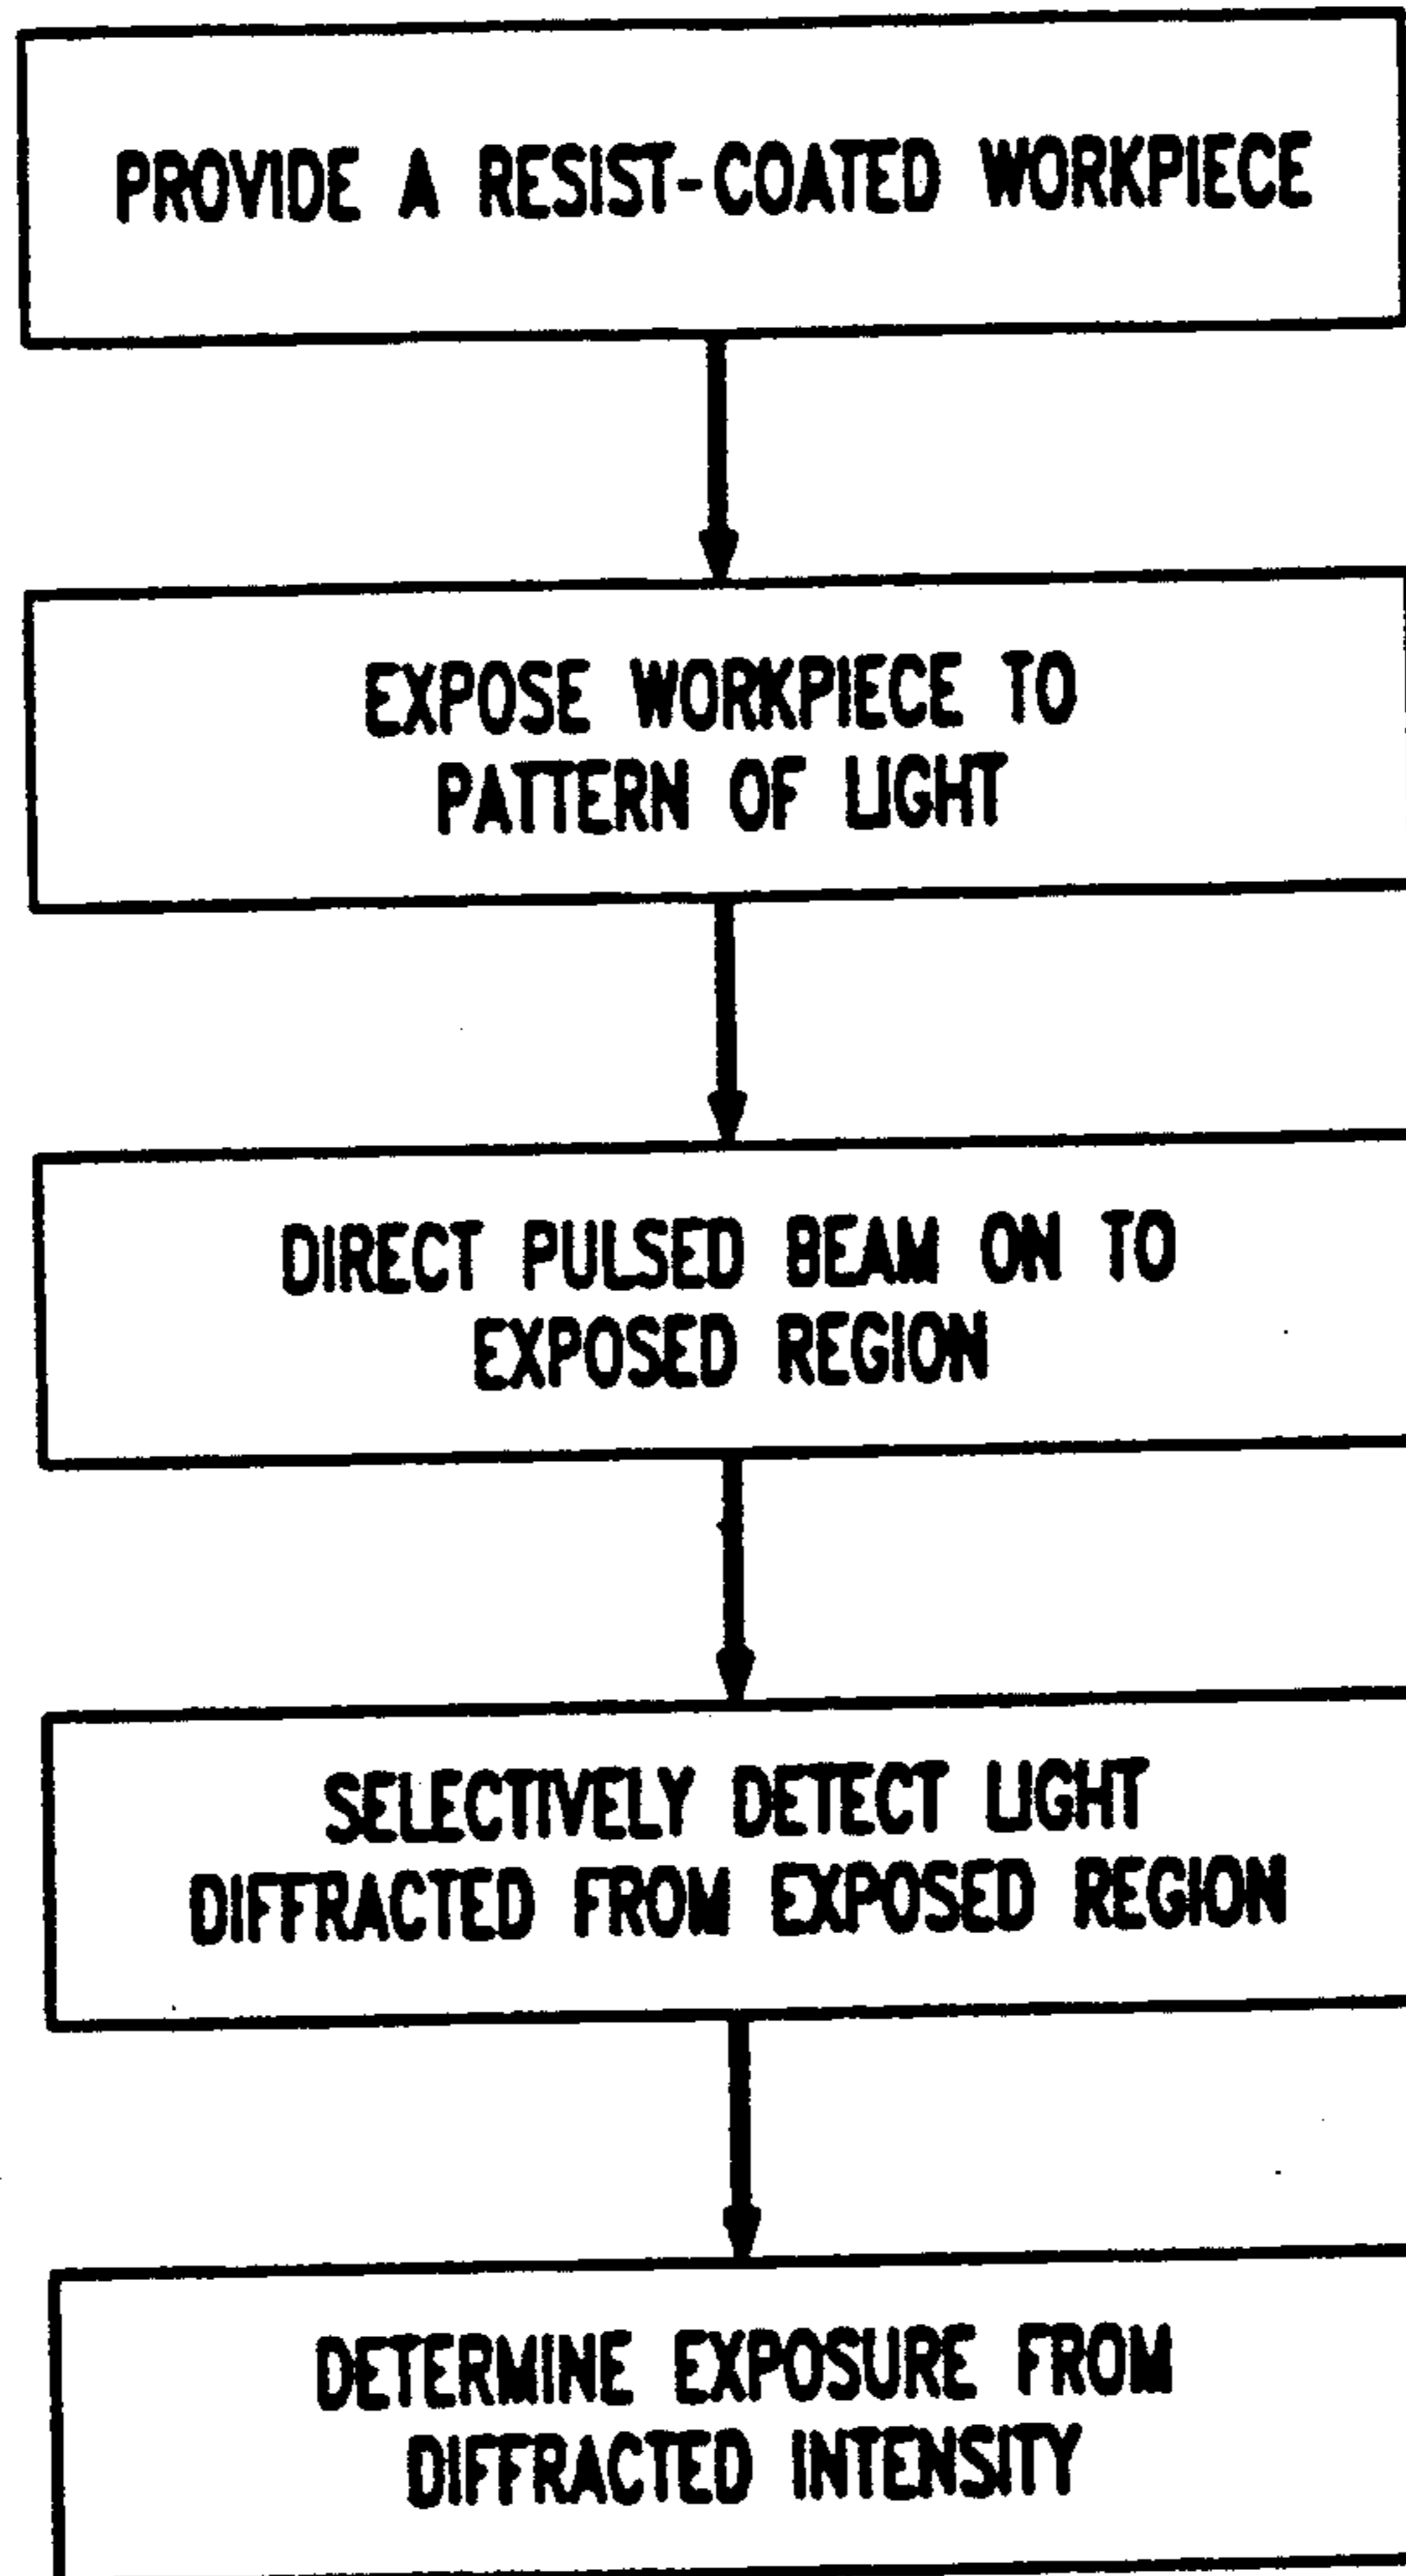 PROVIDE A RESIST-COATED WORKPIECE
EXPOSE WORKPIECE TO
PATTERN OF LIGHT
DIRECT PULSED BEAM ON TO
EXPOSED REGION
SELECTIVELY DETECT LIGHT
DIFFRACTED FROM EXPOSED REGION
DETERMINE EXPOSURE FROM
DIFFRACTED INTENSITY